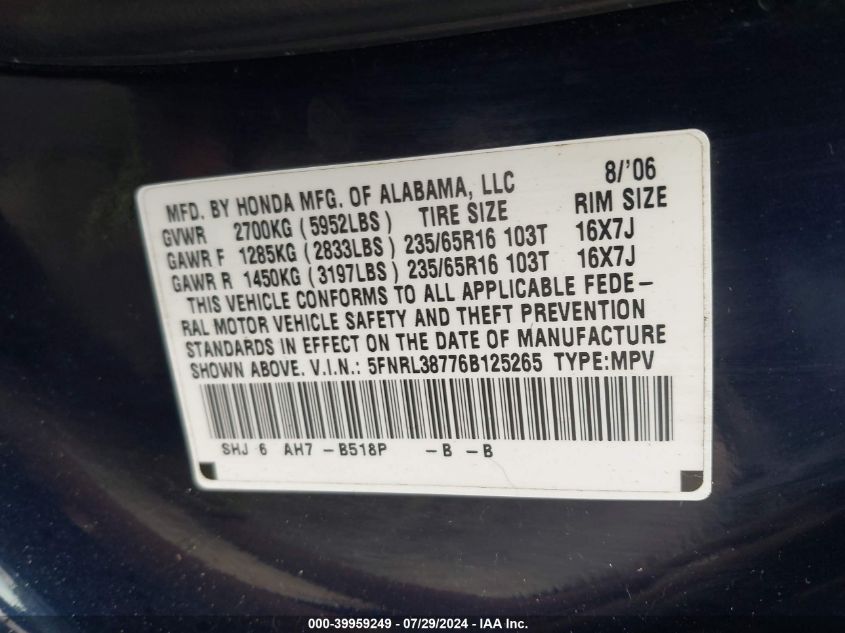 MFD. BY HONDA MFG. OF ALABAMA, LLC 8/'06
GVWR 2700KG (5952LBS) TIRE SIZE RIM SIZE
GAWR F 1285KG (2833LBS) 235/65R16 103T 16X7J
GAWR R 1450KG (3197LBS) 235/65R16 103T 16X7J
THIS VEHICLE CONFORMS TO ALL APPLICABLE FEDE-
RAL MOTOR VEHICLE SAFETY AND THEFT PREVENTION
STANDARDS IN EFFECT ON THE DATE OF MANUFACTURE
SHOWN ABOVE. V.I.N.: 5FNRL38776B125265 TYPE:MPV
SHJ 6 AH7 -B518P -B -B
000-39959249 - 07/29/2024 - IAA Inc.